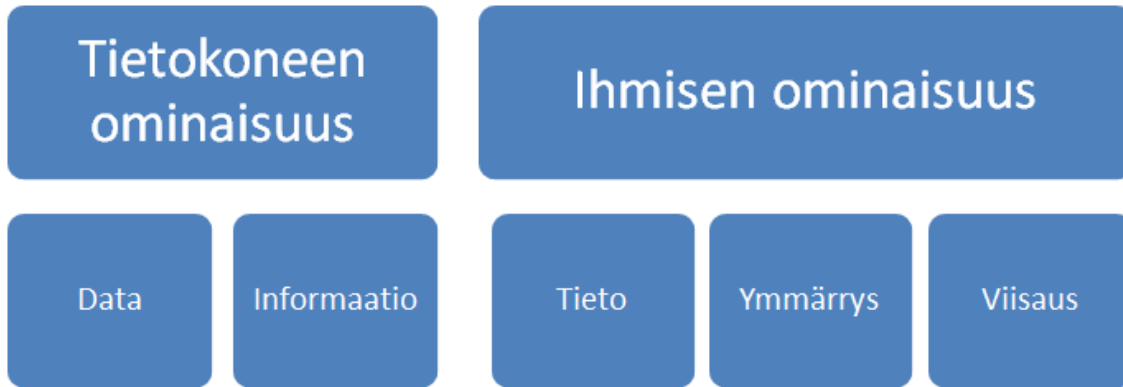 Tietokoneen
ominaisuus
Ihmisen ominaisuus
Data
Informaatio
Tieto
Ymmärrys
Viisaus